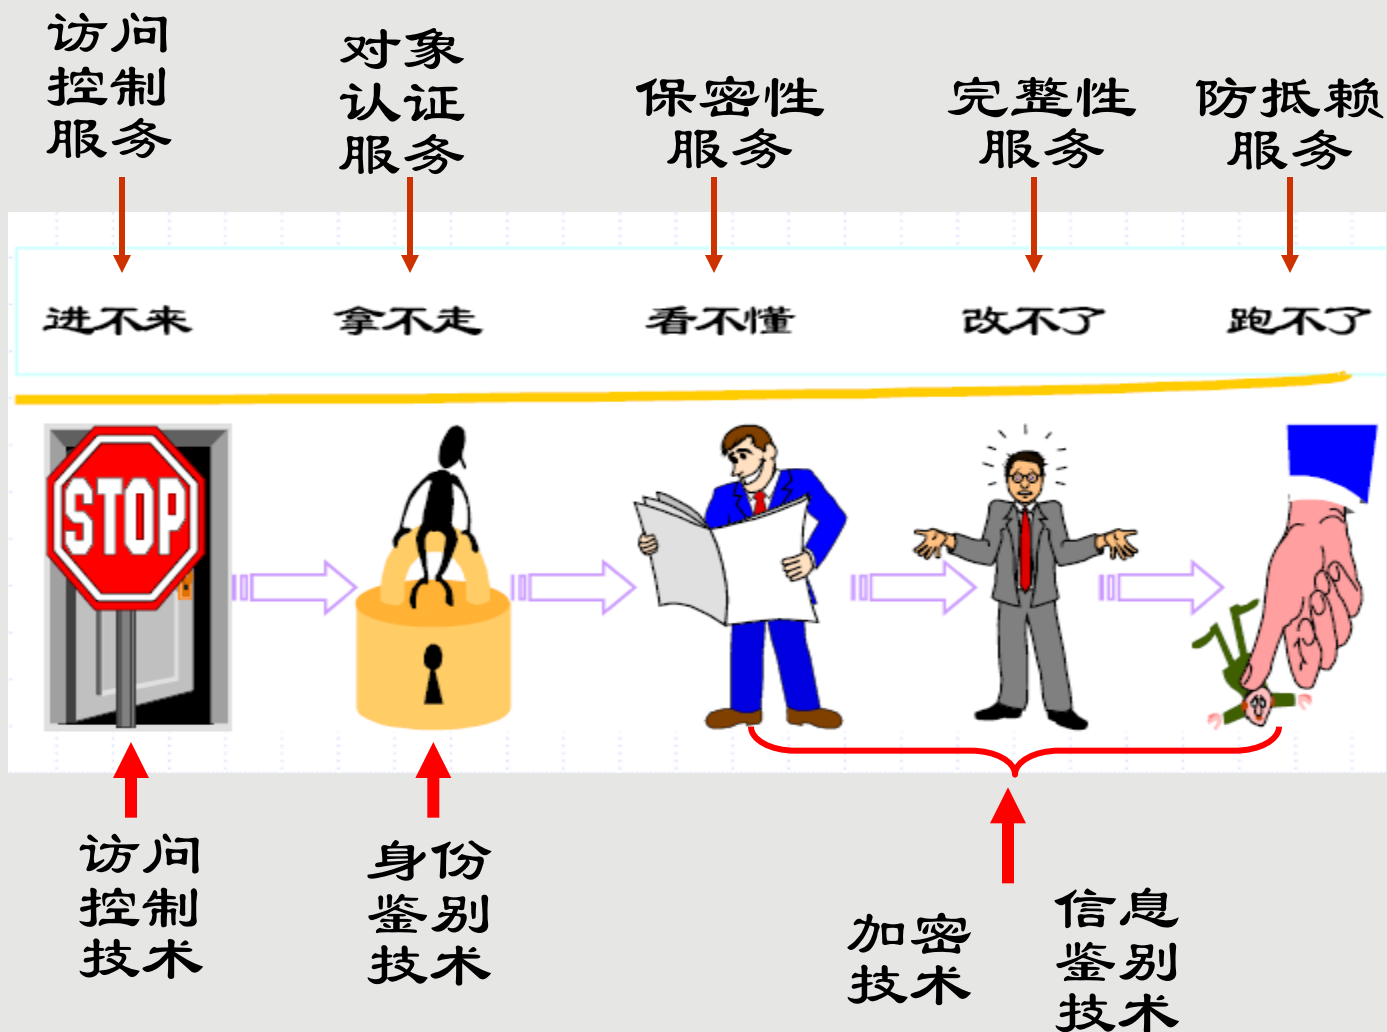 访问
控制
服务
对象
认证
服务
保密性
服务
完整性
服务
防抵赖
服务
进不来
拿不走
看不懂
改不了
跑不了
STOP
访问
控制
技术
身份
鉴别
技术
加密
技术
信息
鉴别
技术